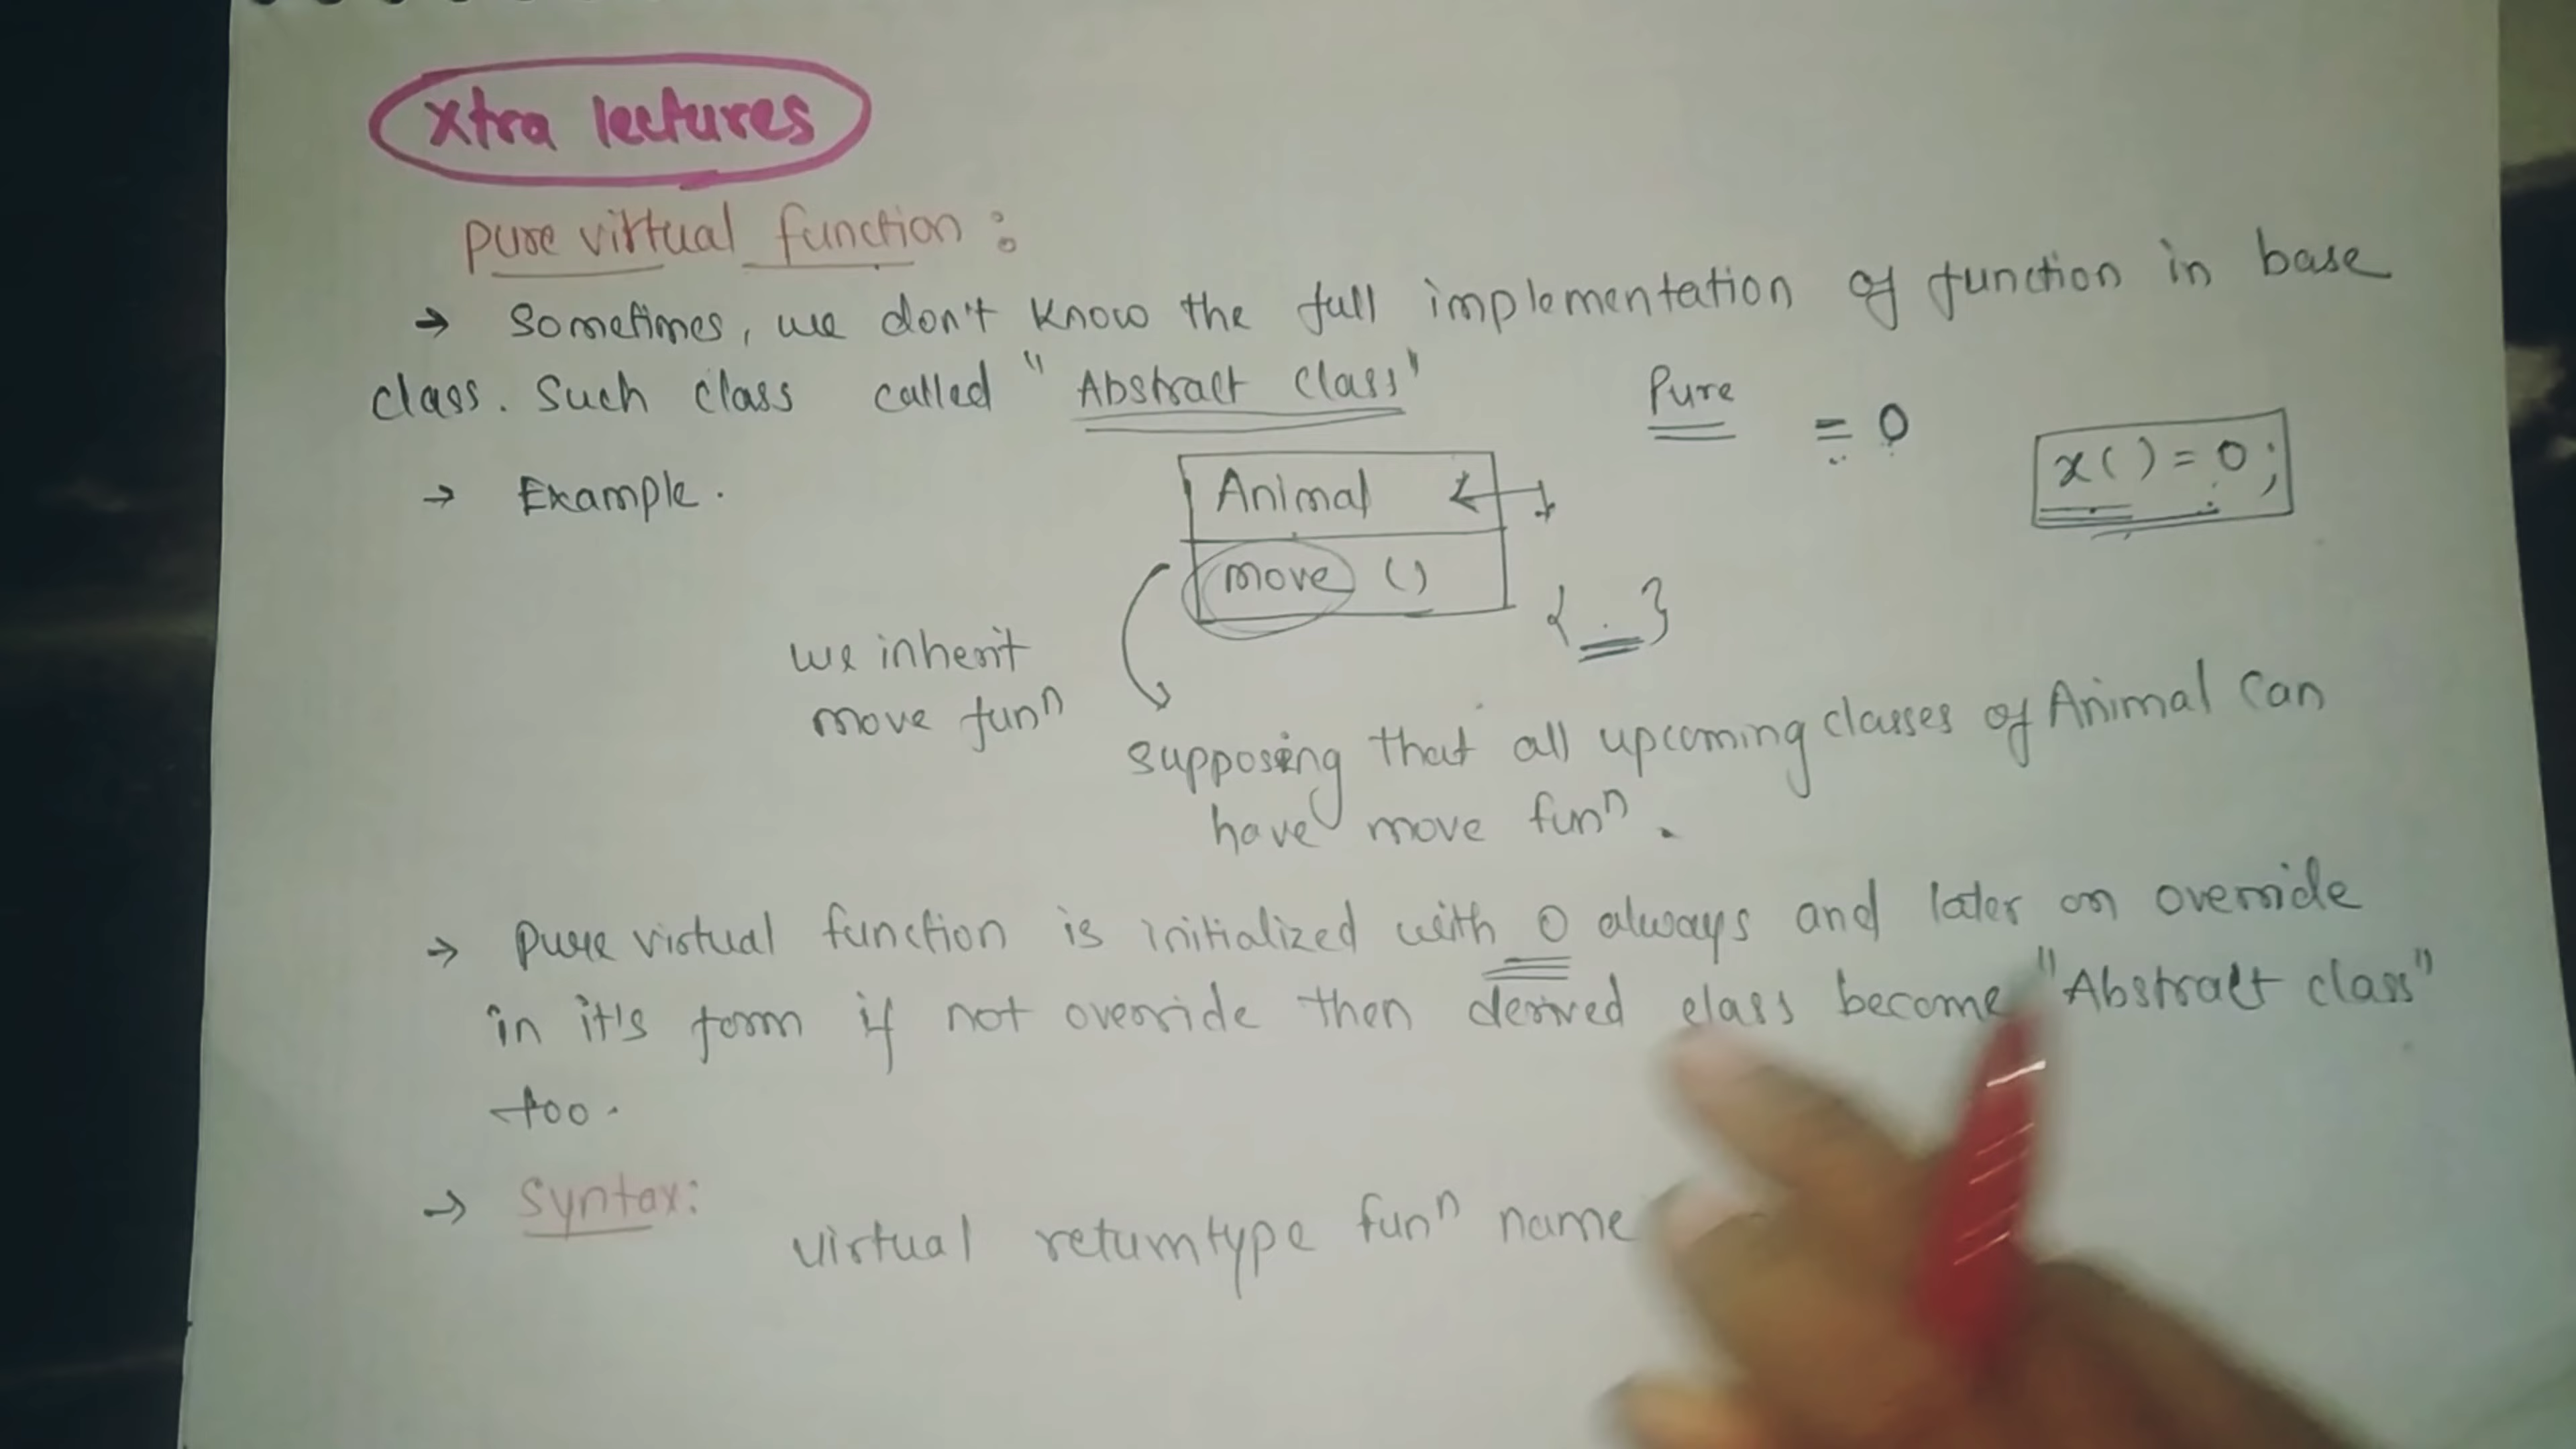 xtra lectures
pure virtual function :
→ Sometimes, we don't know the full implementation of function in base
class. Such class called "Abstract Class"
Pure = 0
x() = 0;
→ Example.
Animal
move ()
{ . }
we inherit
move funⁿ
supposing that all upcoming classes of Animal can
have move funⁿ.
→ pure virtual function is initialized with 0 always and later on override
in it's form if not override then derived class become "Abstract class"
too.
→ Syntax:
virtual returntype funⁿ name